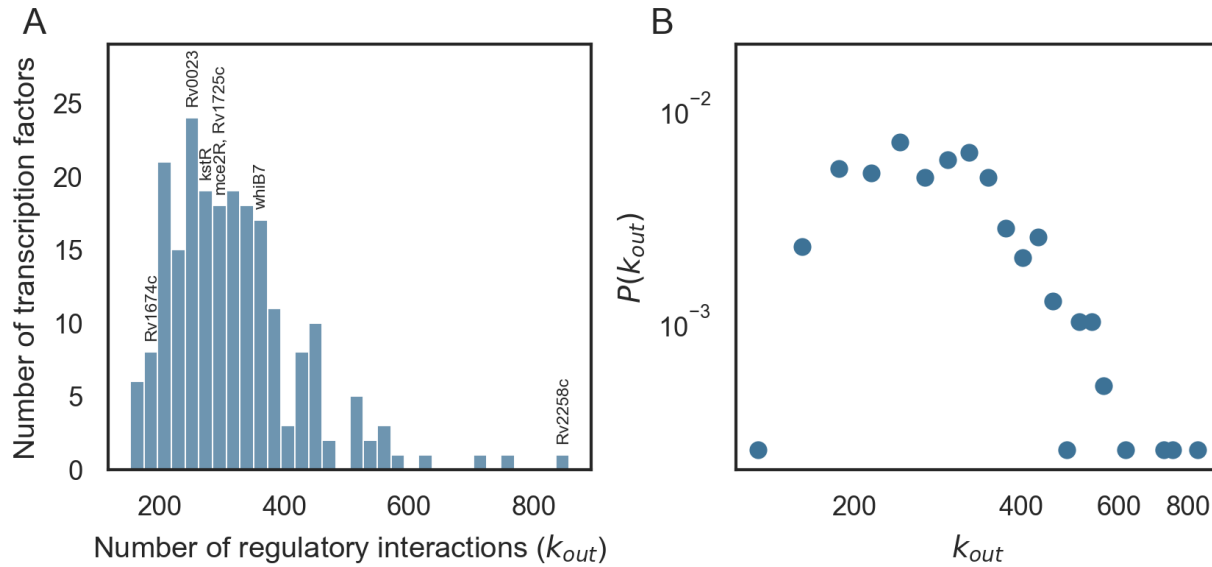 A
Number of transcription factors
25
20
15
10
5
0
Rv1674c
Rv0023
kstR
mce2R, Rv1725c
whiB7
Rv2258c
200
400
600
800
Number of regulatory interactions (k_out)
B
P(k_out)
10⁻²
10⁻³
200
400
600
800
k_out